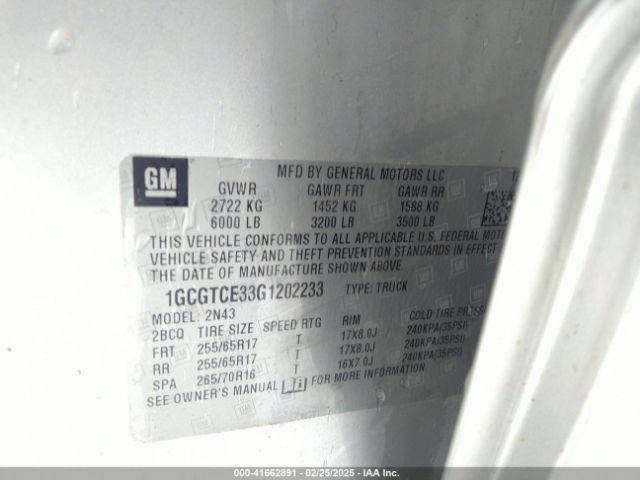 GM
MFD BY GENERAL MOTORS LLC
GVWR GAWR FRT GAWR RR
2722 KG 1452 KG 1588 KG
6000 LB 3200 LB 3500 LB
THIS VEHICLE CONFORMS TO ALL APPLICABLE U.S. FEDERAL MOTOR
VEHICLE SAFETY AND THEFT PREVENTION STANDARDS IN EFFECT
THE DATE OF MANUFACTURE SHOWN ABOVE.
1GCGTCE33G1202233 TYPE: TRUCK
MODEL: 2N43
2BCQ TIRE SIZE SPEED RTG RIM
FRT 255/65R17 T 17X8.0J 240KPA(35PSI)
RR 255/65R17 T 17X8.0J 240KPA(35PSI)
SPA 265/70R16 T 16X7.0J 240KPA(35PSI)
SEE OWNER'S MANUAL FOR MORE INFORMATION
000-41662891 - 02/25/2025 - IAA Inc.